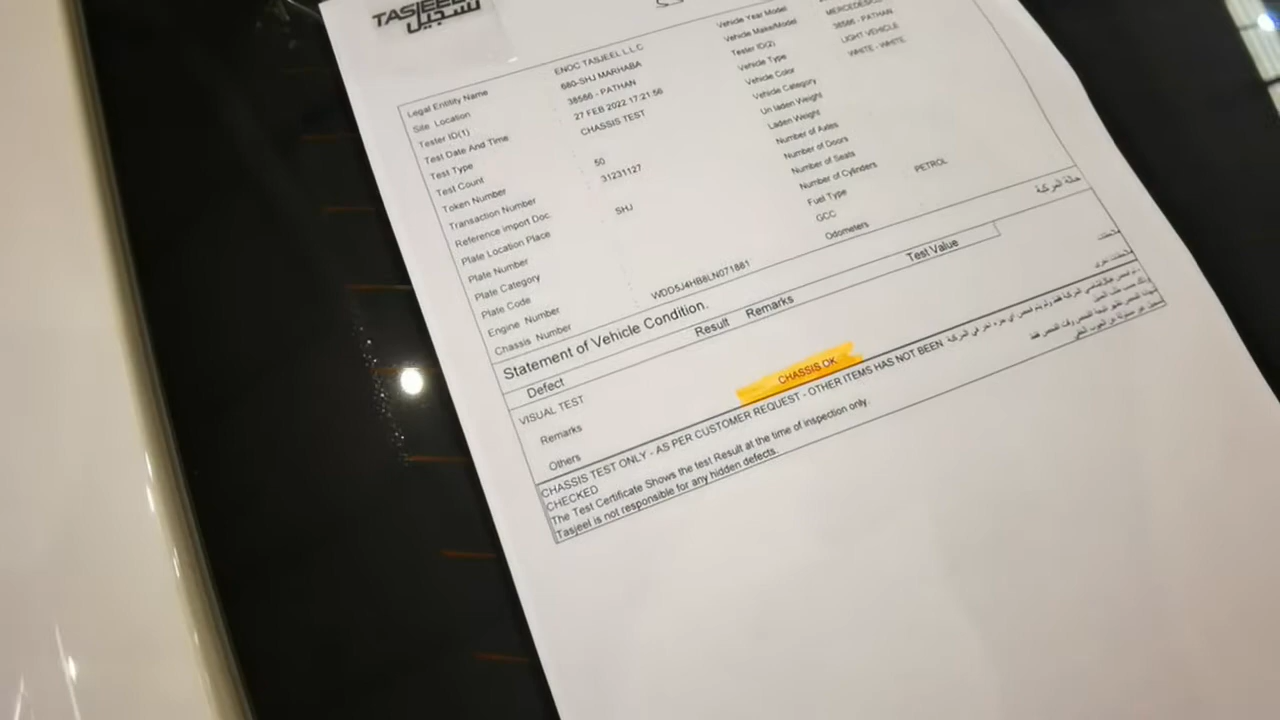 TASJEEL
تسجيل
Legal Entitity Name ENOC TASJEEL L.L.C
Site Location 680-SHJ MARHABA
Tester ID(1) 38586 - PATHAN
Test Date And Time 27 FEB 2022 17:21:56
Test Type CHASSIS TEST
Test Count
Token Number 50
Transaction Number 31231127
Reference import Doc.
Plate Location Place SHJ
Plate Number
Plate Category
Plate Code
Engine Number
Chassis Number WDD5J4HB8LN071881
Vehicle Year Model
Vehicle Make/Model
Tester ID(2) 38586 - PATHAN
Vehicle Type LIGHT VEHICLE
Vehicle Color WHITE - WHITE
Vehicle Category
Un laden Weight
Laden Weight
Number of Axles
Number of Doors
Number of Seats
Number of Cylinders
Fuel Type PETROL
GCC
Odometers
Statement of Vehicle Condition. حالة المركبة
Defect Result Remarks Test Value
VISUAL TEST CHASSIS OK
Remarks ملاحظات
Others
CHASSIS TEST ONLY - AS PER CUSTOMER REQUEST - OTHER ITEMS HAS NOT BEEN
CHECKED
The Test Certificate Shows the test Result at the time of inspection only.
Tasjeel is not responsible for any hidden defects.